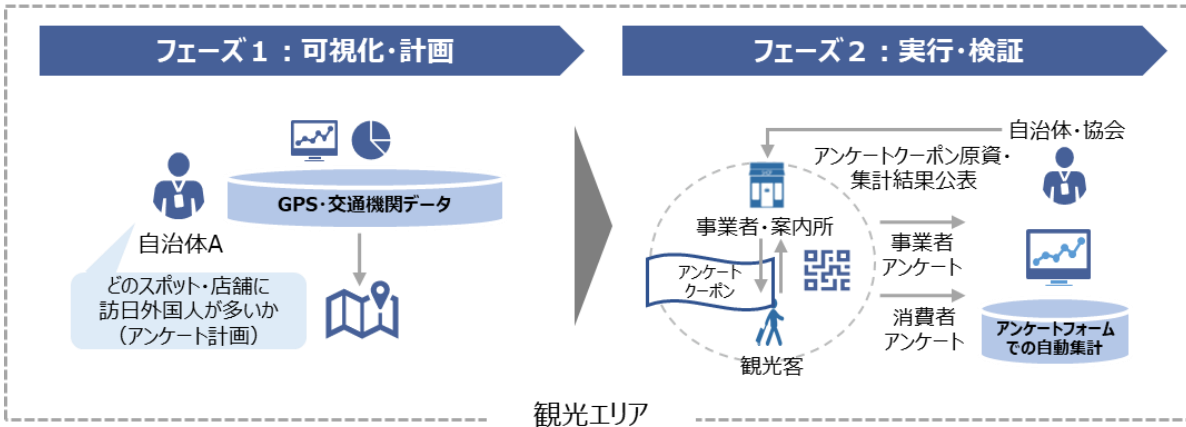 フェーズ１：可視化・計画
フェーズ２：実行・検証
GPS・交通機関データ
自治体A
どのスポット・店舗に
訪日外国人が多いか
（アンケート計画）
自治体・協会
アンケートクーポン原資・
集計結果公表
事業者・案内所
アンケート
クーポン
観光客
事業者
アンケート
消費者
アンケート
アンケートフォーム
での自動集計
観光エリア